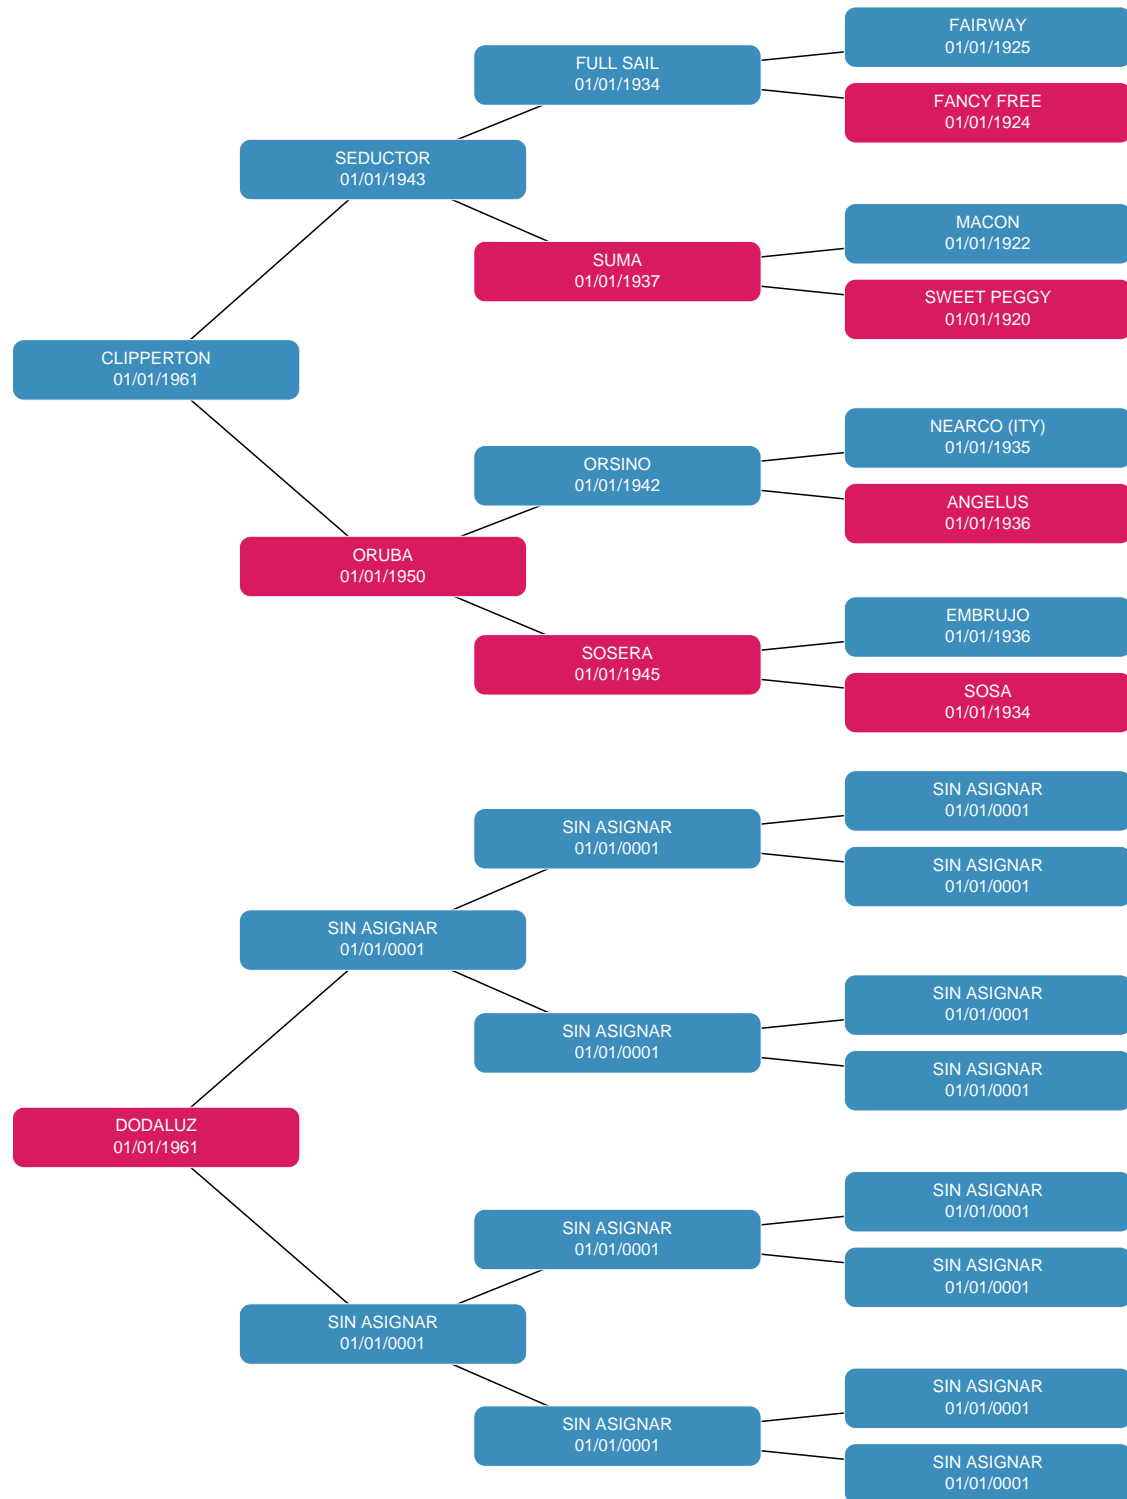 FAIRWAY
01/01/1925
FULL SAIL
01/01/1934
FANCY FREE
01/01/1924
SEDUCTOR
01/01/1943
MACON
01/01/1922
SUMA
01/01/1937
SWEET PEGGY
01/01/1920
CLIPPERTON
01/01/1961
NEARCO (ITY)
01/01/1935
ORSINO
01/01/1942
ANGELUS
01/01/1936
ORUBA
01/01/1950
EMBRUJO
01/01/1936
SOSERA
01/01/1945
SOSA
01/01/1934
SIN ASIGNAR
01/01/0001
SIN ASIGNAR
01/01/0001
SIN ASIGNAR
01/01/0001
SIN ASIGNAR
01/01/0001
SIN ASIGNAR
01/01/0001
SIN ASIGNAR
01/01/0001
SIN ASIGNAR
01/01/0001
DODALUZ
01/01/1961
SIN ASIGNAR
01/01/0001
SIN ASIGNAR
01/01/0001
SIN ASIGNAR
01/01/0001
SIN ASIGNAR
01/01/0001
SIN ASIGNAR
01/01/0001
SIN ASIGNAR
01/01/0001
SIN ASIGNAR
01/01/0001